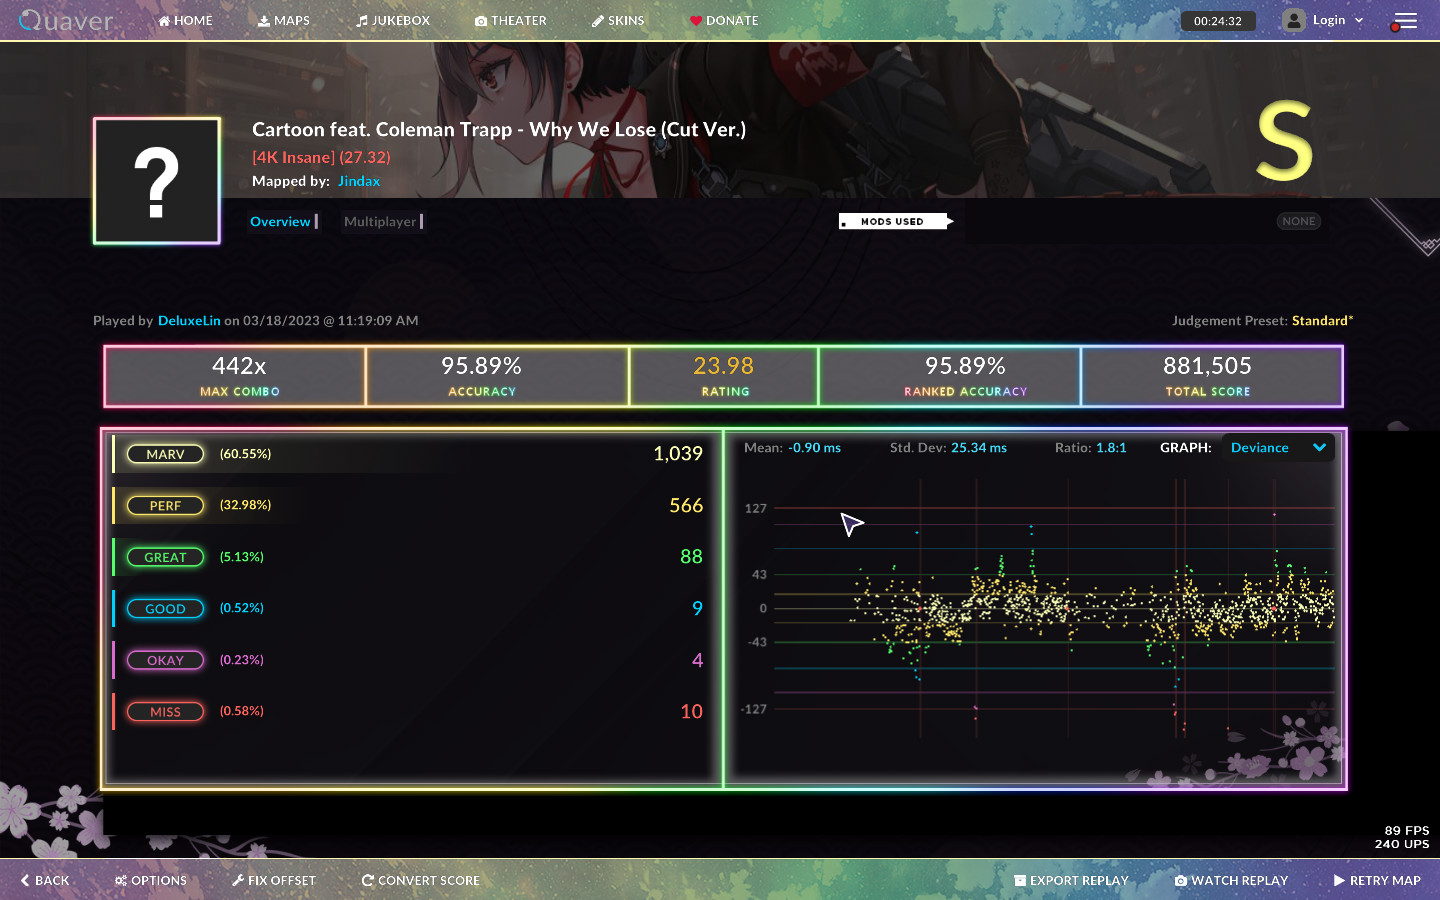 Quaver HOME MAPS JUKEBOX THEATER SKINS DONATE 00:24:32 Login
Cartoon feat. Coleman Trapp - Why We Lose (Cut Ver.)
[4K Insane] (27.32)
Mapped by: Jindax
?
S
Overview Multiplayer MODS USED NONE
Played by DeluxeLin on 03/18/2023 @ 11:19:09 AM Judgement Preset: Standard*
442x 95.89% 23.98 95.89% 881,505
MAX COMBO ACCURACY RATING RANKED ACCURACY TOTAL SCORE
MARV (60.55%) 1,039
PERF (32.98%) 566
GREAT (5.13%) 88
GOOD (0.52%) 9
OKAY (0.23%) 4
MISS (0.58%) 10
Mean: -0.90 ms Std. Dev: 25.34 ms Ratio: 1.8:1 GRAPH: Deviance
127
43
0
-43
-127
89 FPS
240 UPS
BACK OPTIONS FIX OFFSET CONVERT SCORE EXPORT REPLAY WATCH REPLAY RETRY MAP